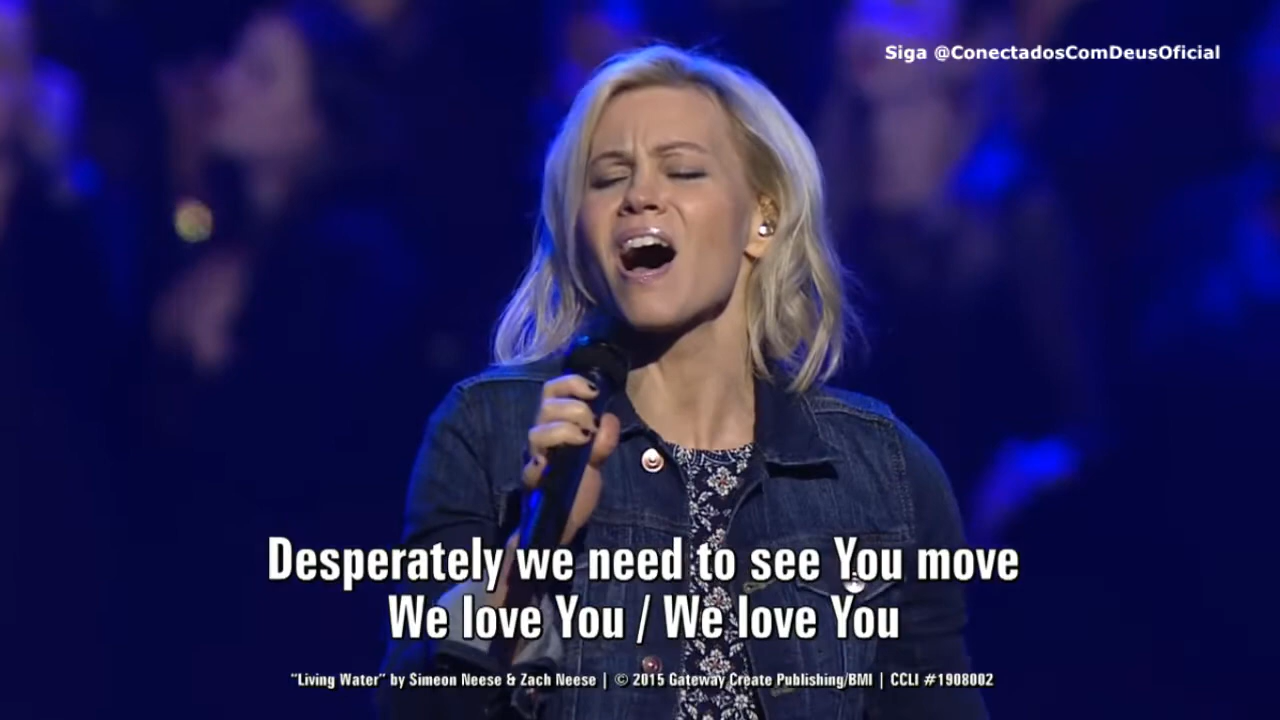 Siga @ConectadosComDeusOficial
Desperately we need to see You move
We love You / We love You
"Living Water" by Simeon Neese & Zach Neese | © 2015 Gateway Create Publishing/BMI | CCLI #1908002